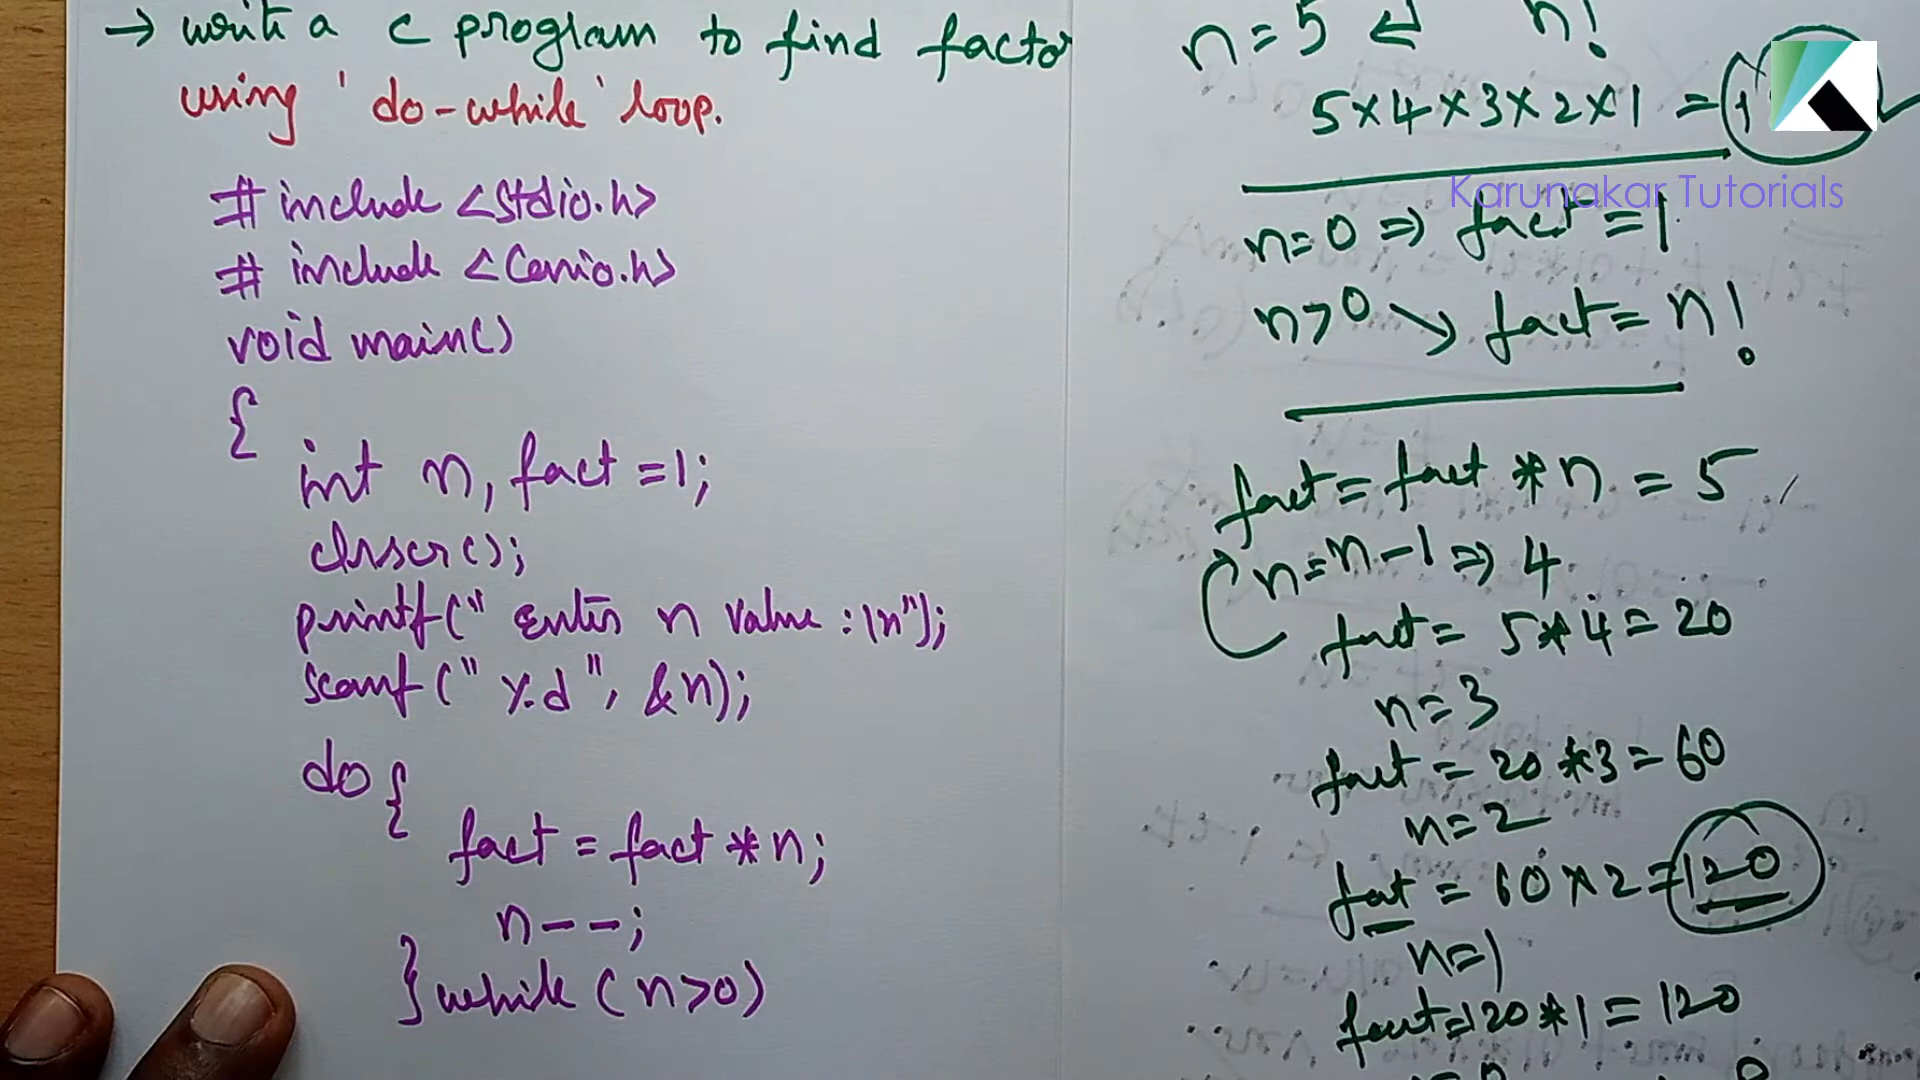 → write a c program to find factor
using 'do-while' loop.
# include <stdio.h>
# include <conio.h>
void main()
{
int n, fact =1;
clrscr();
printf(" Enter n value :\n");
scanf(" %d ", &n);
do {
fact = fact * n;
n--;
} while (n>0)
n=5 ↵ n!
5×4×3×2×1 = 1
Karunakar Tutorials
n=0 ⇒ fact =1
n>0 ↘ fact = n!
fact = fact * n = 5
n=n-1 ⇒ 4
fact = 5*4=20
n=3
fact = 20 *3 = 60
n=2
fat = 60×2 =120
n=1
fact=120*1 = 120